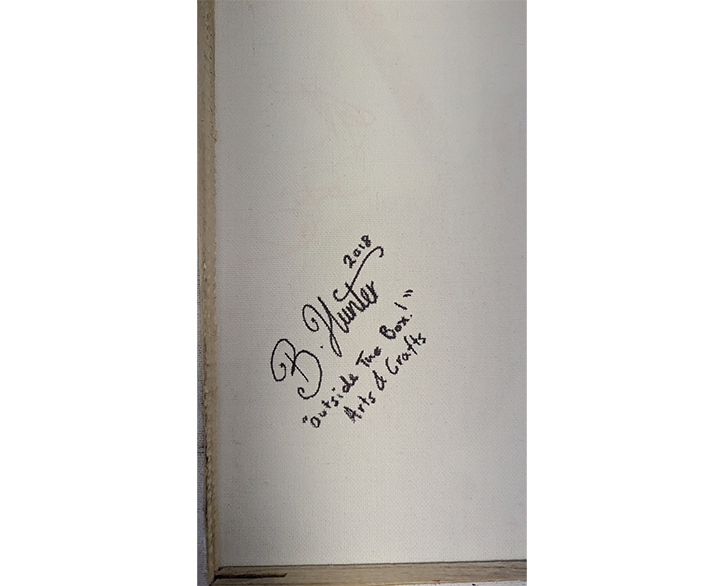 2018
B. Hunter
"Outside The Box!"
Arts & Crafts